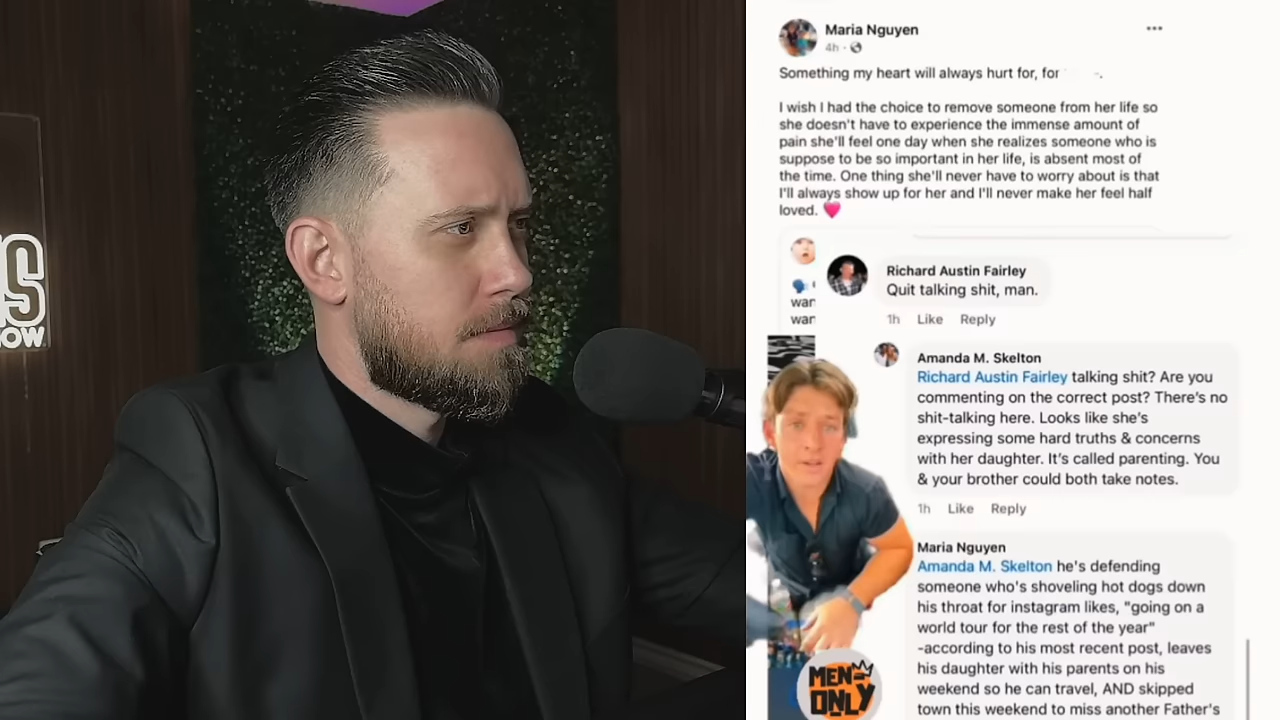 S
OW
Maria Nguyen
4h
Something my heart will always hurt for, for
I wish I had the choice to remove someone from her life so
she doesn't have to experience the immense amount of
pain she'll feel one day when she realizes someone who is
suppose to be so important in her life, is absent most of
the time. One thing she'll never have to worry about is that
I'll always show up for her and I'll never make her feel half
loved.
war
war
Richard Austin Fairley
Quit talking shit, man.
1h Like Reply
Amanda M. Skelton
Richard Austin Fairley talking shit? Are you
commenting on the correct post? There's no
shit-talking here. Looks like she's
expressing some hard truths & concerns
with her daughter. It's called parenting. You
& your brother could both take notes.
1h Like Reply
Maria Nguyen
Amanda M. Skelton he's defending
someone who's shoveling hot dogs down
his throat for instagram likes, "going on a
world tour for the rest of the year"
-according to his most recent post, leaves
his daughter with his parents on his
weekend so he can travel, AND skipped
town this weekend to miss another Father's
MEN
ONLY